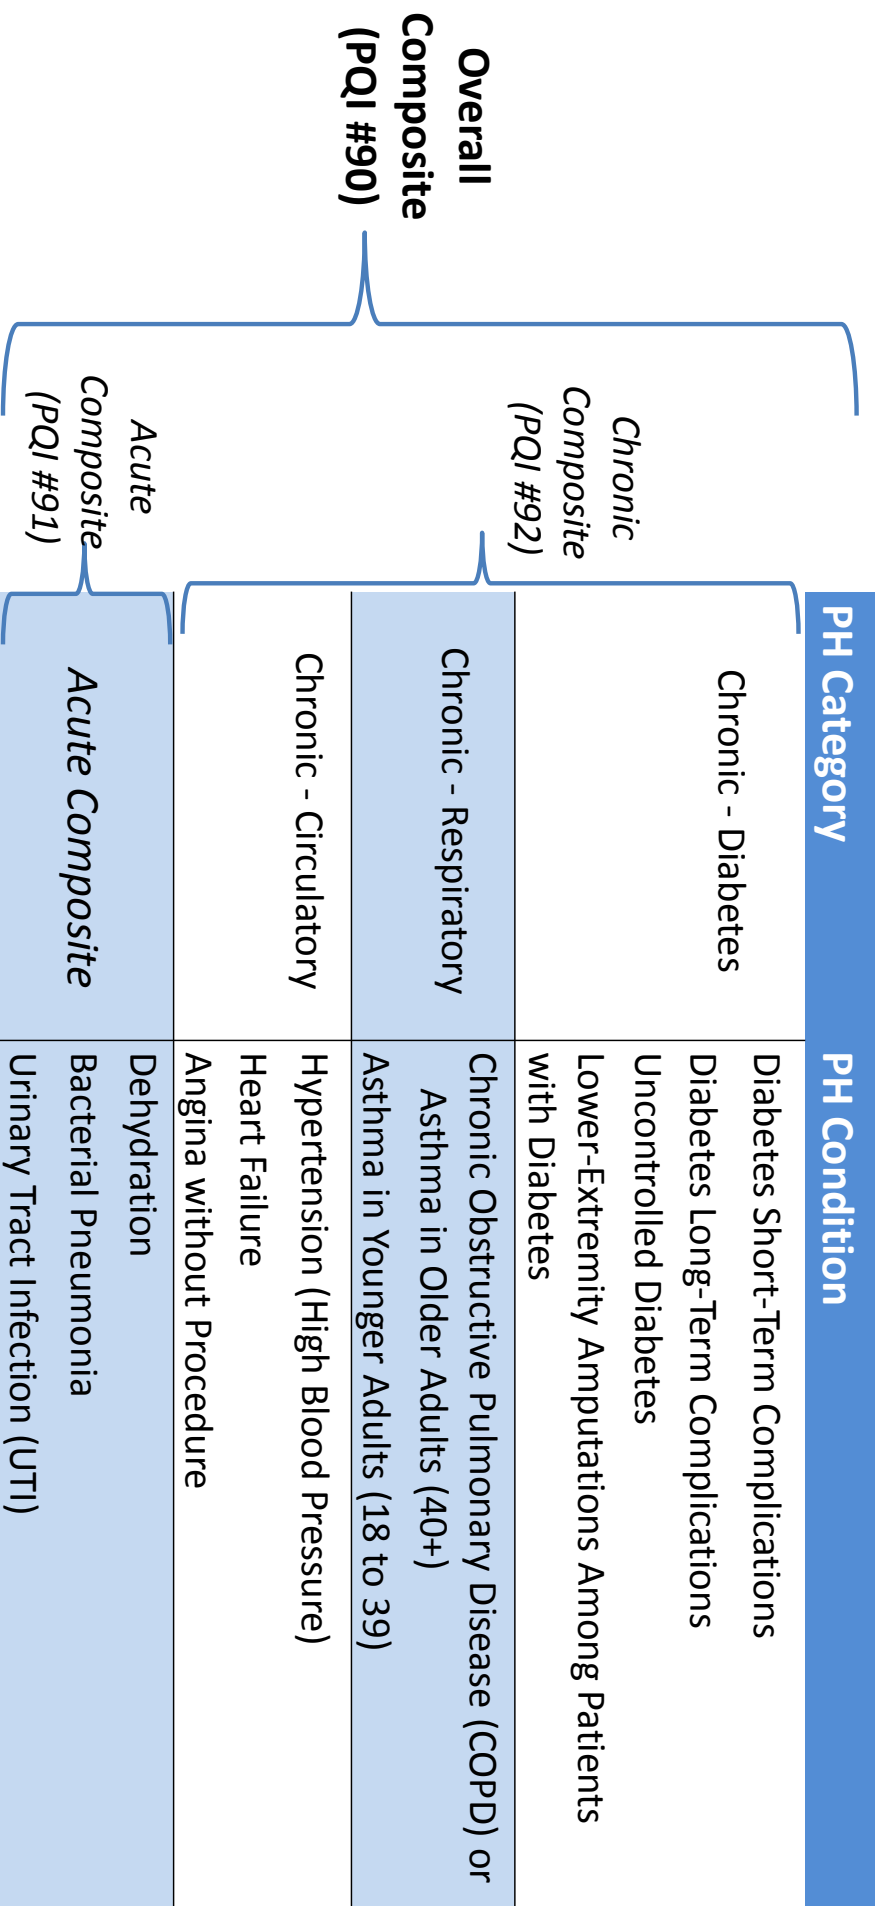 Overall
Composite
(PQI #90)
Chronic
Composite
(PQI #92)
Acute
Composite
(PQI #91)
PH Category
PH Condition
Chronic - Diabetes
Diabetes Short-Term Complications
Diabetes Long-Term Complications
Uncontrolled Diabetes
Lower-Extremity Amputations Among Patients
with Diabetes
Chronic - Respiratory
Chronic Obstructive Pulmonary Disease (COPD) or
Asthma in Older Adults (40+)
Asthma in Younger Adults (18 to 39)
Chronic - Circulatory
Hypertension (High Blood Pressure)
Heart Failure
Angina without Procedure
Acute Composite
Dehydration
Bacterial Pneumonia
Urinary Tract Infection (UTI)